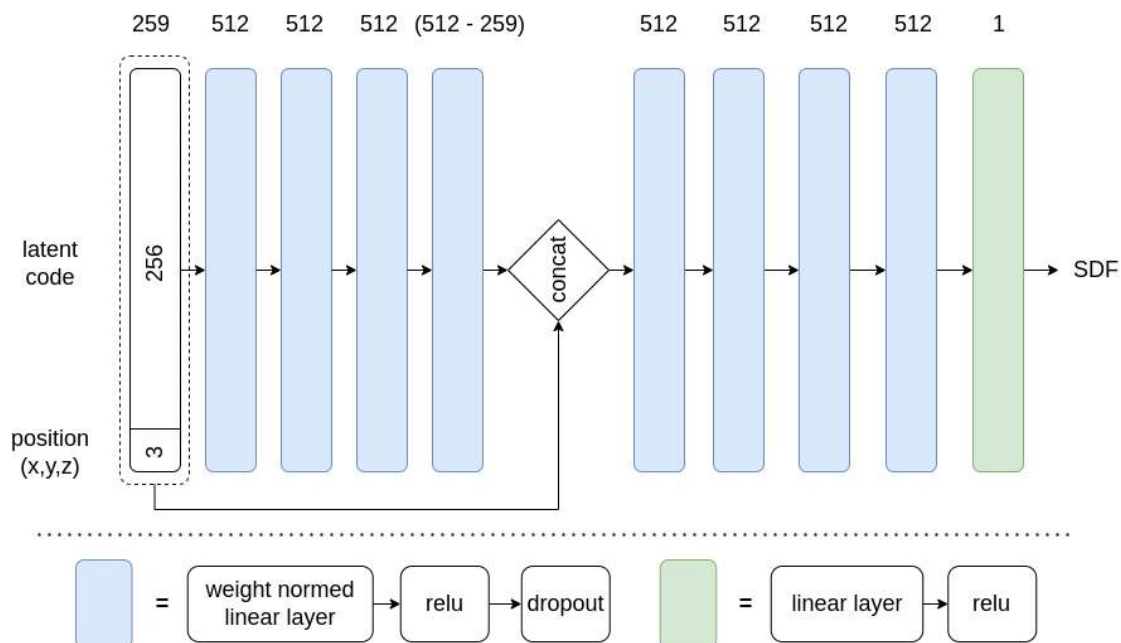 259 512 512 512 (512 - 259) 512 512 512 512 1
latent
code
256
concat
SDF
position
(x,y,z)
3
= weight normed
linear layer
relu
dropout
= linear layer
relu